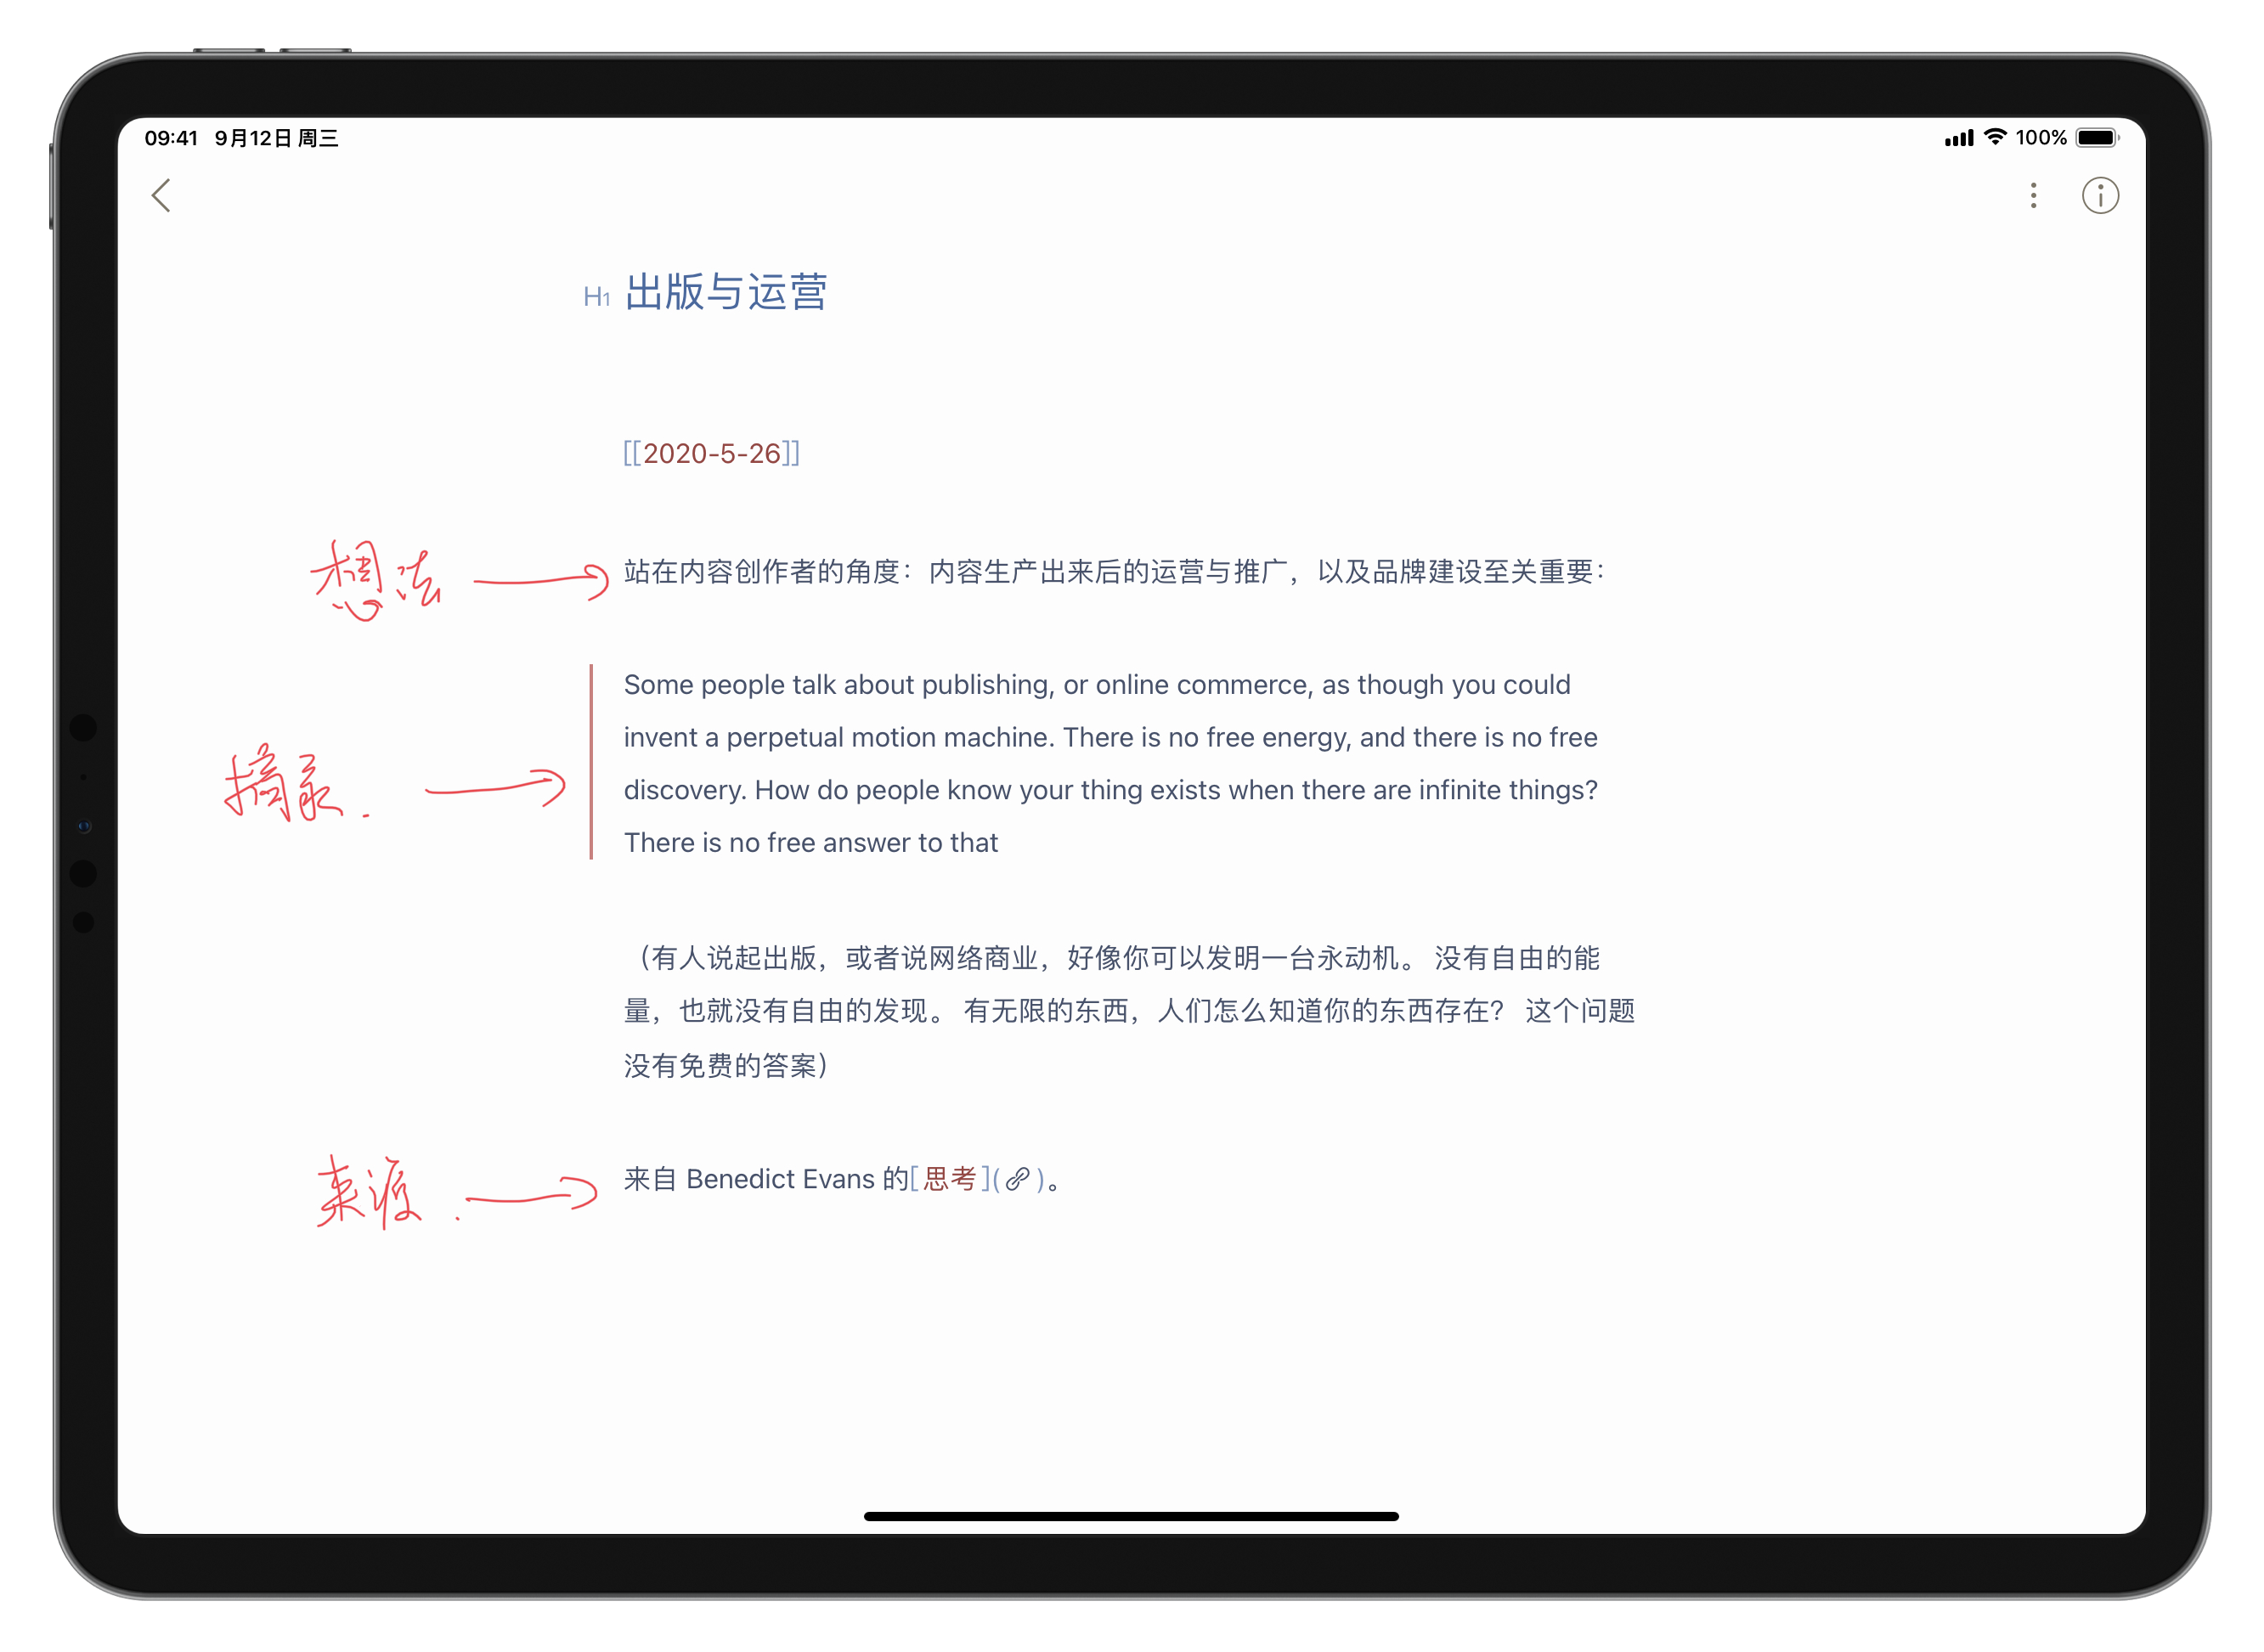 09:41 9月12日 周三
100%
H1 出版与运营
[[2020-5-26]]
想法
站在内容创作者的角度：内容生产出来后的运营与推广，以及品牌建设至关重要：
摘录.
Some people talk about publishing, or online commerce, as though you could
invent a perpetual motion machine. There is no free energy, and there is no free
discovery. How do people know your thing exists when there are infinite things?
There is no free answer to that
（有人说起出版，或者说网络商业，好像你可以发明一台永动机。 没有自由的能
量，也就没有自由的发现。 有无限的东西，人们怎么知道你的东西存在？ 这个问题
没有免费的答案）
来源.
来自 Benedict Evans 的[思考]()。